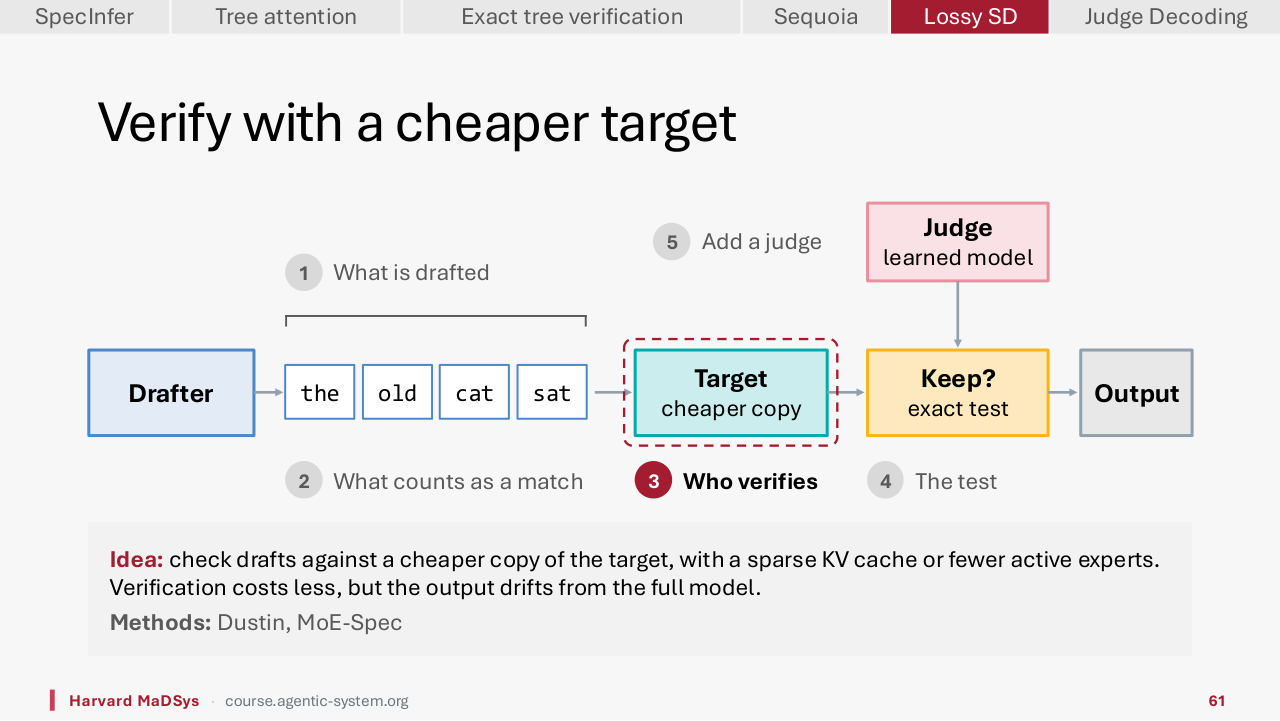 SpecInfer
Tree attention
Exact tree verification
Sequoia
Lossy SD
Judge Decoding
Verify with a cheaper target
5 Add a judge
Judge
learned model
1 What is drafted
Drafter
the
old
cat
sat
Target
cheaper copy
Keep?
exact test
Output
2 What counts as a match
3 Who verifies
4 The test
Idea: check drafts against a cheaper copy of the target, with a sparse KV cache or fewer active experts.
Verification costs less, but the output drifts from the full model.
Methods: Dustin, MoE-Spec
Harvard MaDSys · course.agentic-system.org
61